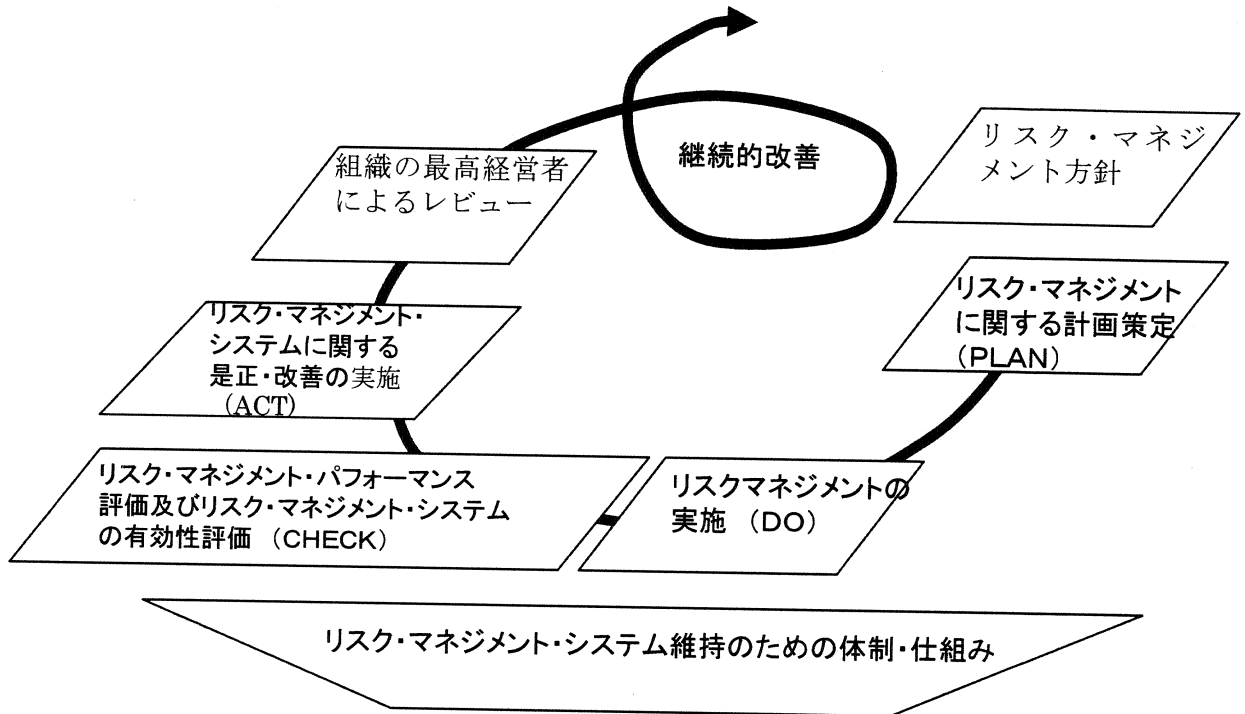 継続的改善
リスク・マネジ
メント方針
組織の最高経営者
によるレビュー
リスク・マネジメント
に関する計画策定
(PLAN)
リスク・マネジメント・
システムに関する
是正・改善の実施
(ACT)
リスク・マネジメント・パフォーマンス
評価及びリスク・マネジメント・システム
の有効性評価 (CHECK)
リスクマネジメントの
実施 (DO)
リスク・マネジメント・システム維持のための体制・仕組み